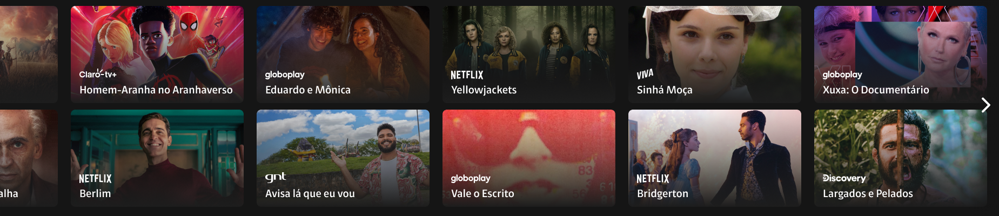 Claro-tv+
Homem-Aranha no Aranhaverso
globoplay
Eduardo e Mônica
NETFLIX
Yellowjackets
VIVA
Sinhá Moça
globoplay
Xuxa: O Documentário
alha
NETFLIX
Berlim
gnt
Avisa lá que eu vou
globoplay
Vale o Escrito
NETFLIX
Bridgerton
Discovery
Largados e Pelados